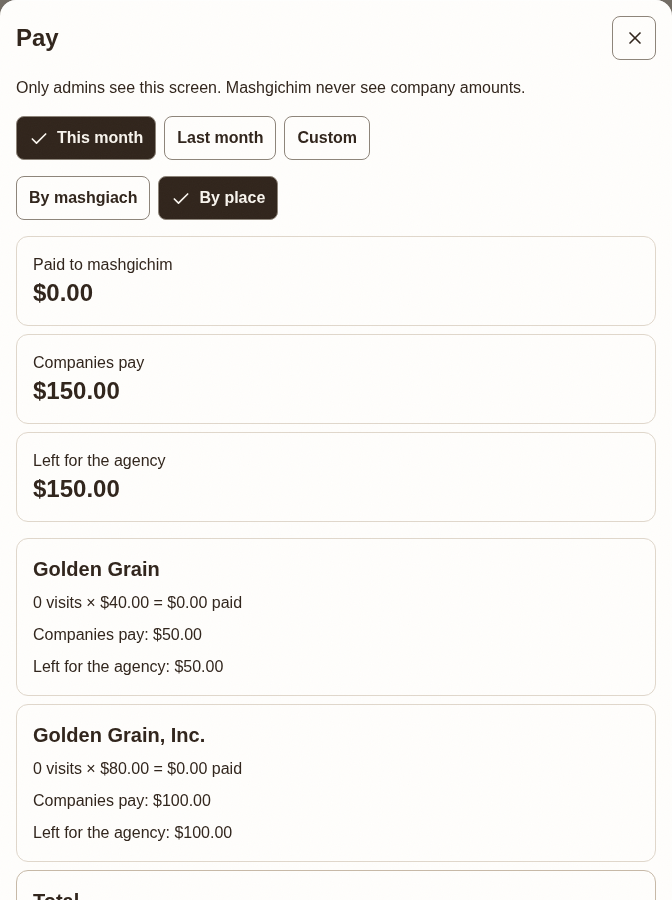 Pay
Only admins see this screen. Mashgichim never see company amounts.
This month
Last month
Custom
By mashgiach
By place
Paid to mashgichim
$0.00
Companies pay
$150.00
Left for the agency
$150.00
Golden Grain
0 visits × $40.00 = $0.00 paid
Companies pay: $50.00
Left for the agency: $50.00
Golden Grain, Inc.
0 visits × $80.00 = $0.00 paid
Companies pay: $100.00
Left for the agency: $100.00
Total